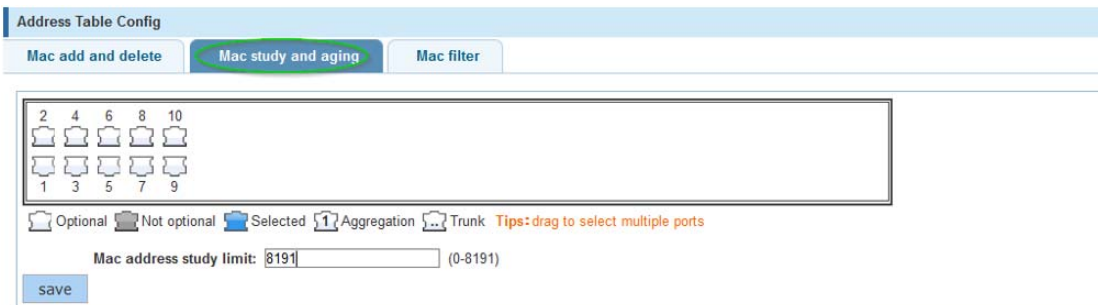 Address Table Config
Mac add and delete Mac study and aging Mac filter
2 4 6 8 10
1 3 5 7 9
Optional Not optional Selected 1 Aggregation .. Trunk Tips:drag to select multiple ports
Mac address study limit: 8191 (0-8191)
save